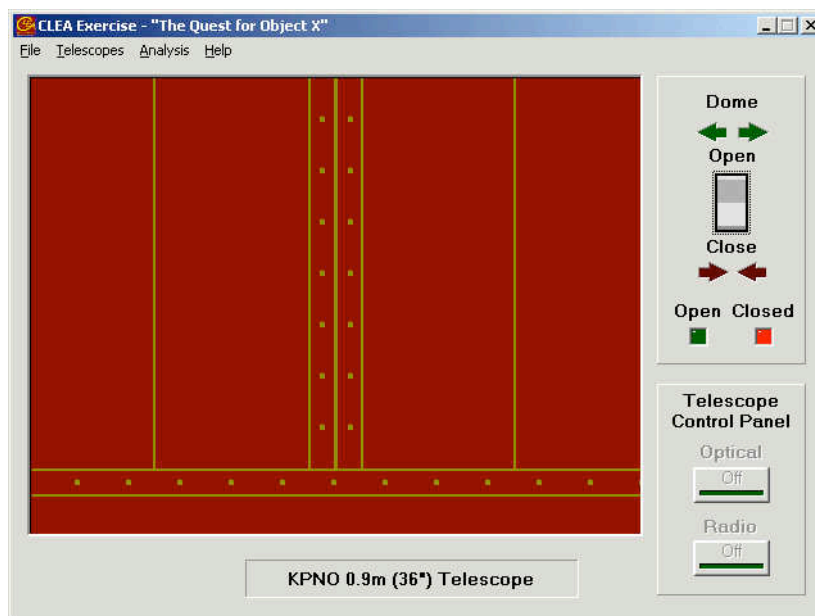 CLEA Exercise - "The Quest for Object X"
File Telescopes Analysis Help
Dome
Open
Close
Open Closed
Telescope
Control Panel
Optical
Off
Radio
Off
KPNO 0.9m (36") Telescope